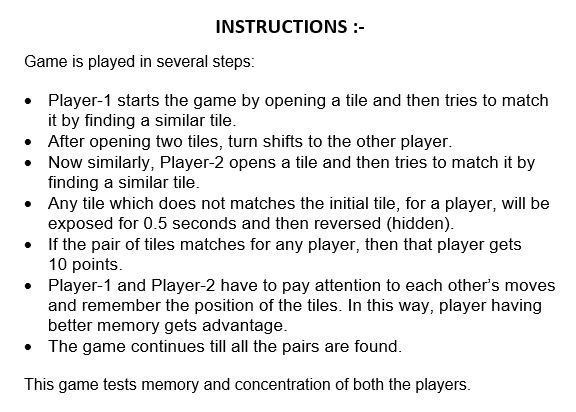 INSTRUCTIONS :-
Game is played in several steps:
• Player-1 starts the game by opening a tile and then tries to match
it by finding a similar tile.
• After opening two tiles, turn shifts to the other player.
• Now similarly, Player-2 opens a tile and then tries to match it by
finding a similar tile.
• Any tile which does not matches the initial tile, for a player, will be
exposed for 0.5 seconds and then reversed (hidden).
• If the pair of tiles matches for any player, then that player gets
10 points.
• Player-1 and Player-2 have to pay attention to each other’s moves
and remember the position of the tiles. In this way, player having
better memory gets advantage.
• The game continues till all the pairs are found.
This game tests memory and concentration of both the players.